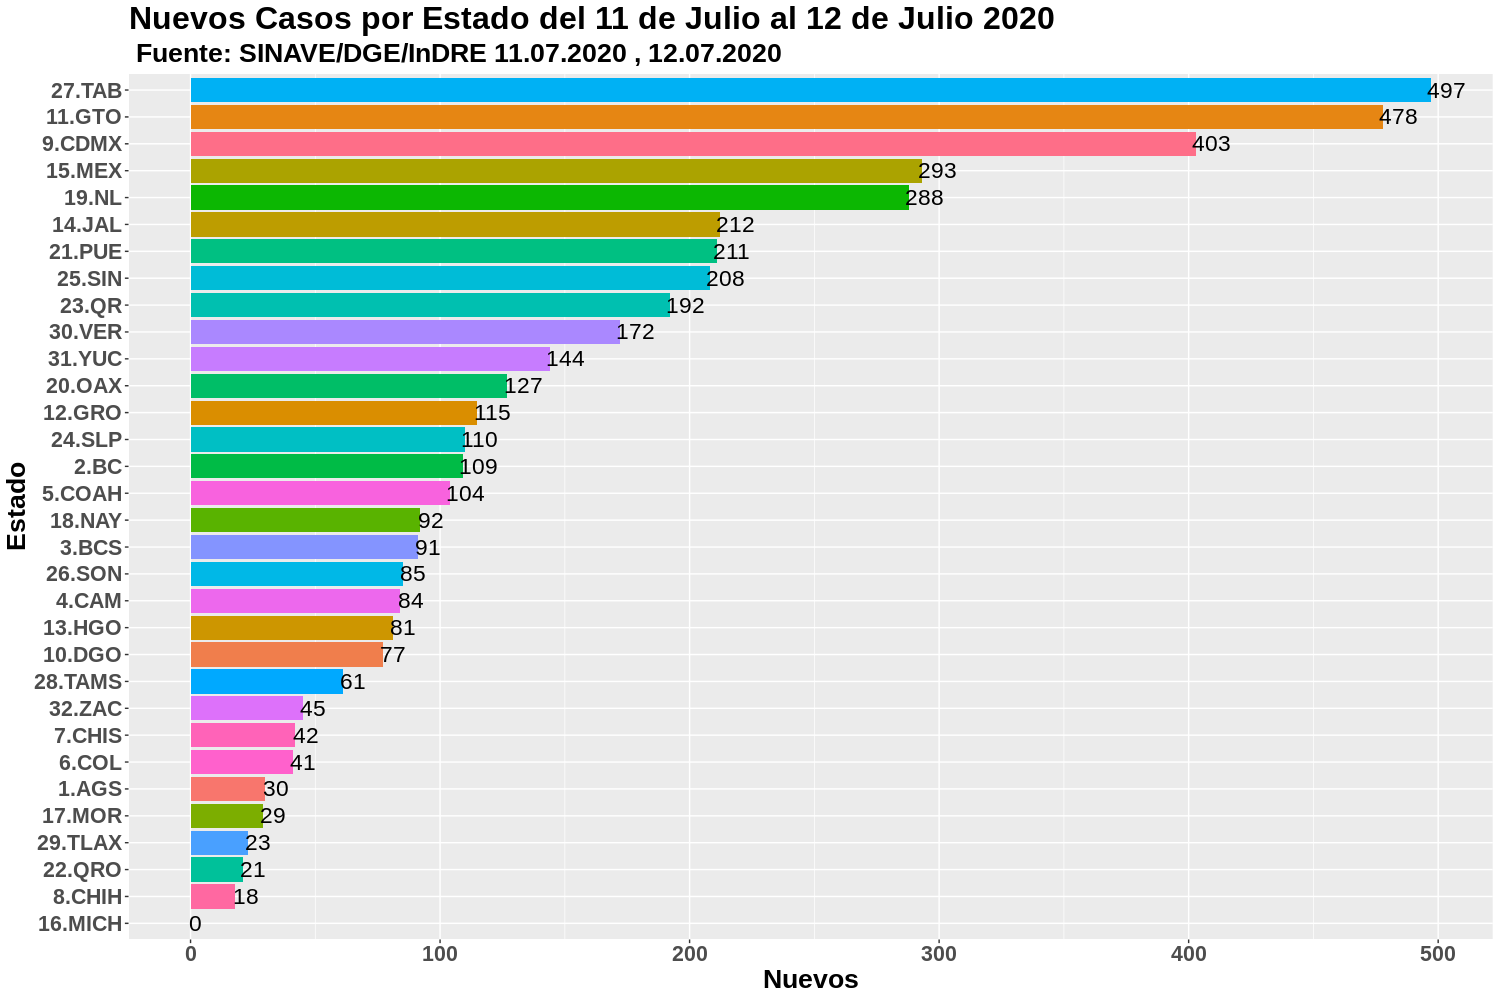 Nuevos Casos por Estado del 11 de Julio al 12 de Julio 2020
Fuente: SINAVE/DGE/InDRE 11.07.2020 , 12.07.2020
Estado
27.TAB 497
11.GTO 478
9.CDMX 403
15.MEX 293
19.NL 288
14.JAL 212
21.PUE 211
25.SIN 208
23.QR 192
30.VER 172
31.YUC 144
20.OAX 127
12.GRO 115
24.SLP 110
2.BC 109
5.COAH 104
18.NAY 92
3.BCS 91
26.SON 85
4.CAM 84
13.HGO 81
10.DGO 77
28.TAMS 61
32.ZAC 45
7.CHIS 42
6.COL 41
1.AGS 30
17.MOR 29
29.TLAX 23
22.QRO 21
8.CHIH 18
16.MICH 0
0 100 200 300 400 500
Nuevos